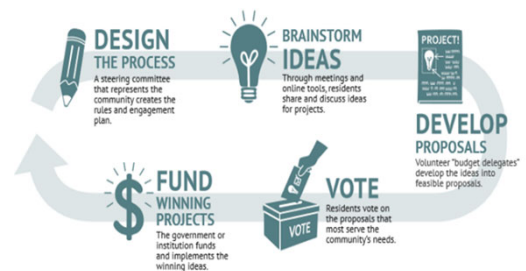 DESIGN
THE PROCESS
A steering committee
that represents the
community creates the
rules and engagement
plan.
BRAINSTORM
IDEAS
Through meetings and
online tools, residents
share and discuss ideas
for projects.
PROJECT!
DEVELOP
PROPOSALS
Volunteer "budget delegates"
develop the ideas into
feasible proposals.
VOTE
VOTE
Residents vote on
the proposals that
most serve the
community's needs.
$
FUND
WINNING
PROJECTS
The government or
institution funds
and implements the
winning ideas.